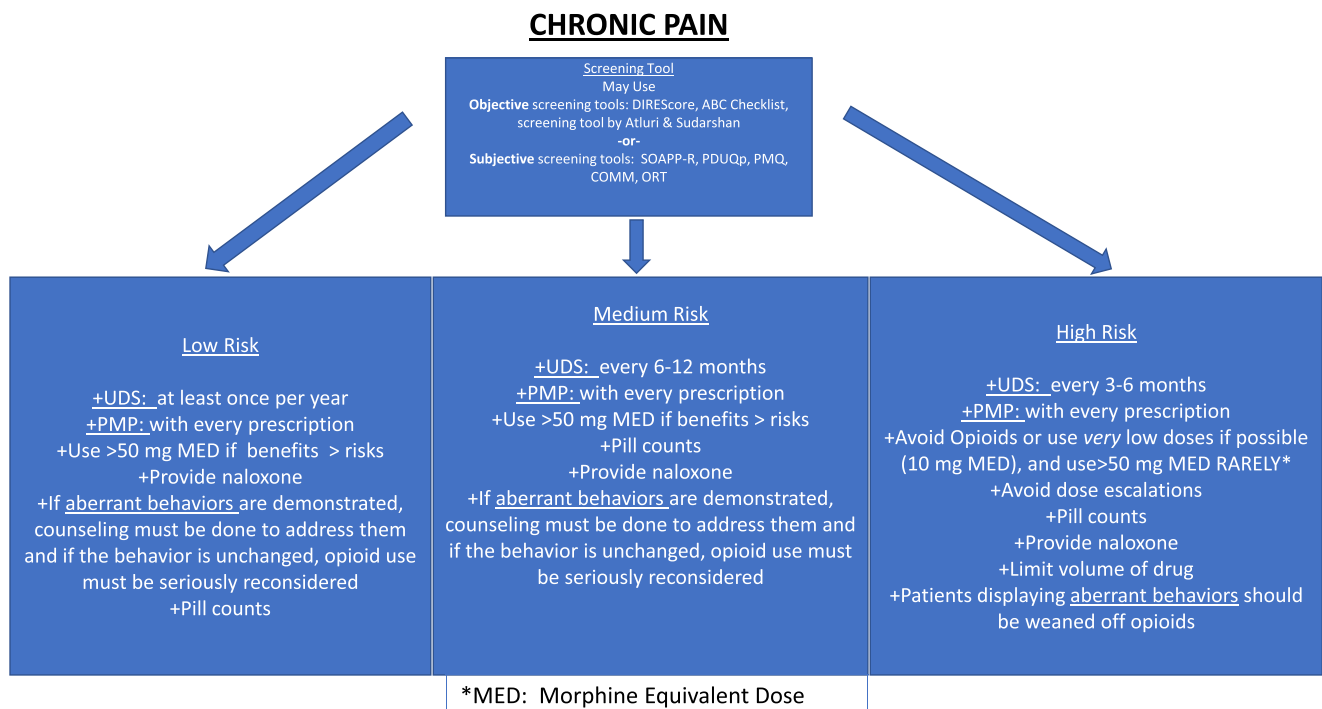 CHRONIC PAIN
Screening Tool
May Use
Objective screening tools: DIREScore, ABC Checklist,
screening tool by Atluri & Sudarshan
-or-
Subjective screening tools:  SOAPP-R, PDUQp, PMQ,
COMM, ORT
Low Risk
+UDS:  at least once per year
+PMP: with every prescription
+Use >50 mg MED if  benefits  > risks
+Provide naloxone
+If aberrant behaviors are demonstrated,
counseling must be done to address them
and if the behavior is unchanged, opioid use
must be seriously reconsidered
+Pill counts
Medium Risk
+UDS:  every 6-12 months
+PMP: with every prescription
+Use >50 mg MED if benefits > risks
+Pill counts
+Provide naloxone
+If aberrant behaviors are demonstrated,
counseling must be done to address them and
if the behavior is unchanged, opioid use must
be seriously reconsidered
High Risk
+UDS:  every 3-6 months
+PMP: with every prescription
+Avoid Opioids or use very low doses if possible
(10 mg MED), and use>50 mg MED RARELY*
+Avoid dose escalations
+Pill counts
+Provide naloxone
+Limit volume of drug
+Patients displaying aberrant behaviors should
be weaned off opioids
*MED:  Morphine Equivalent Dose